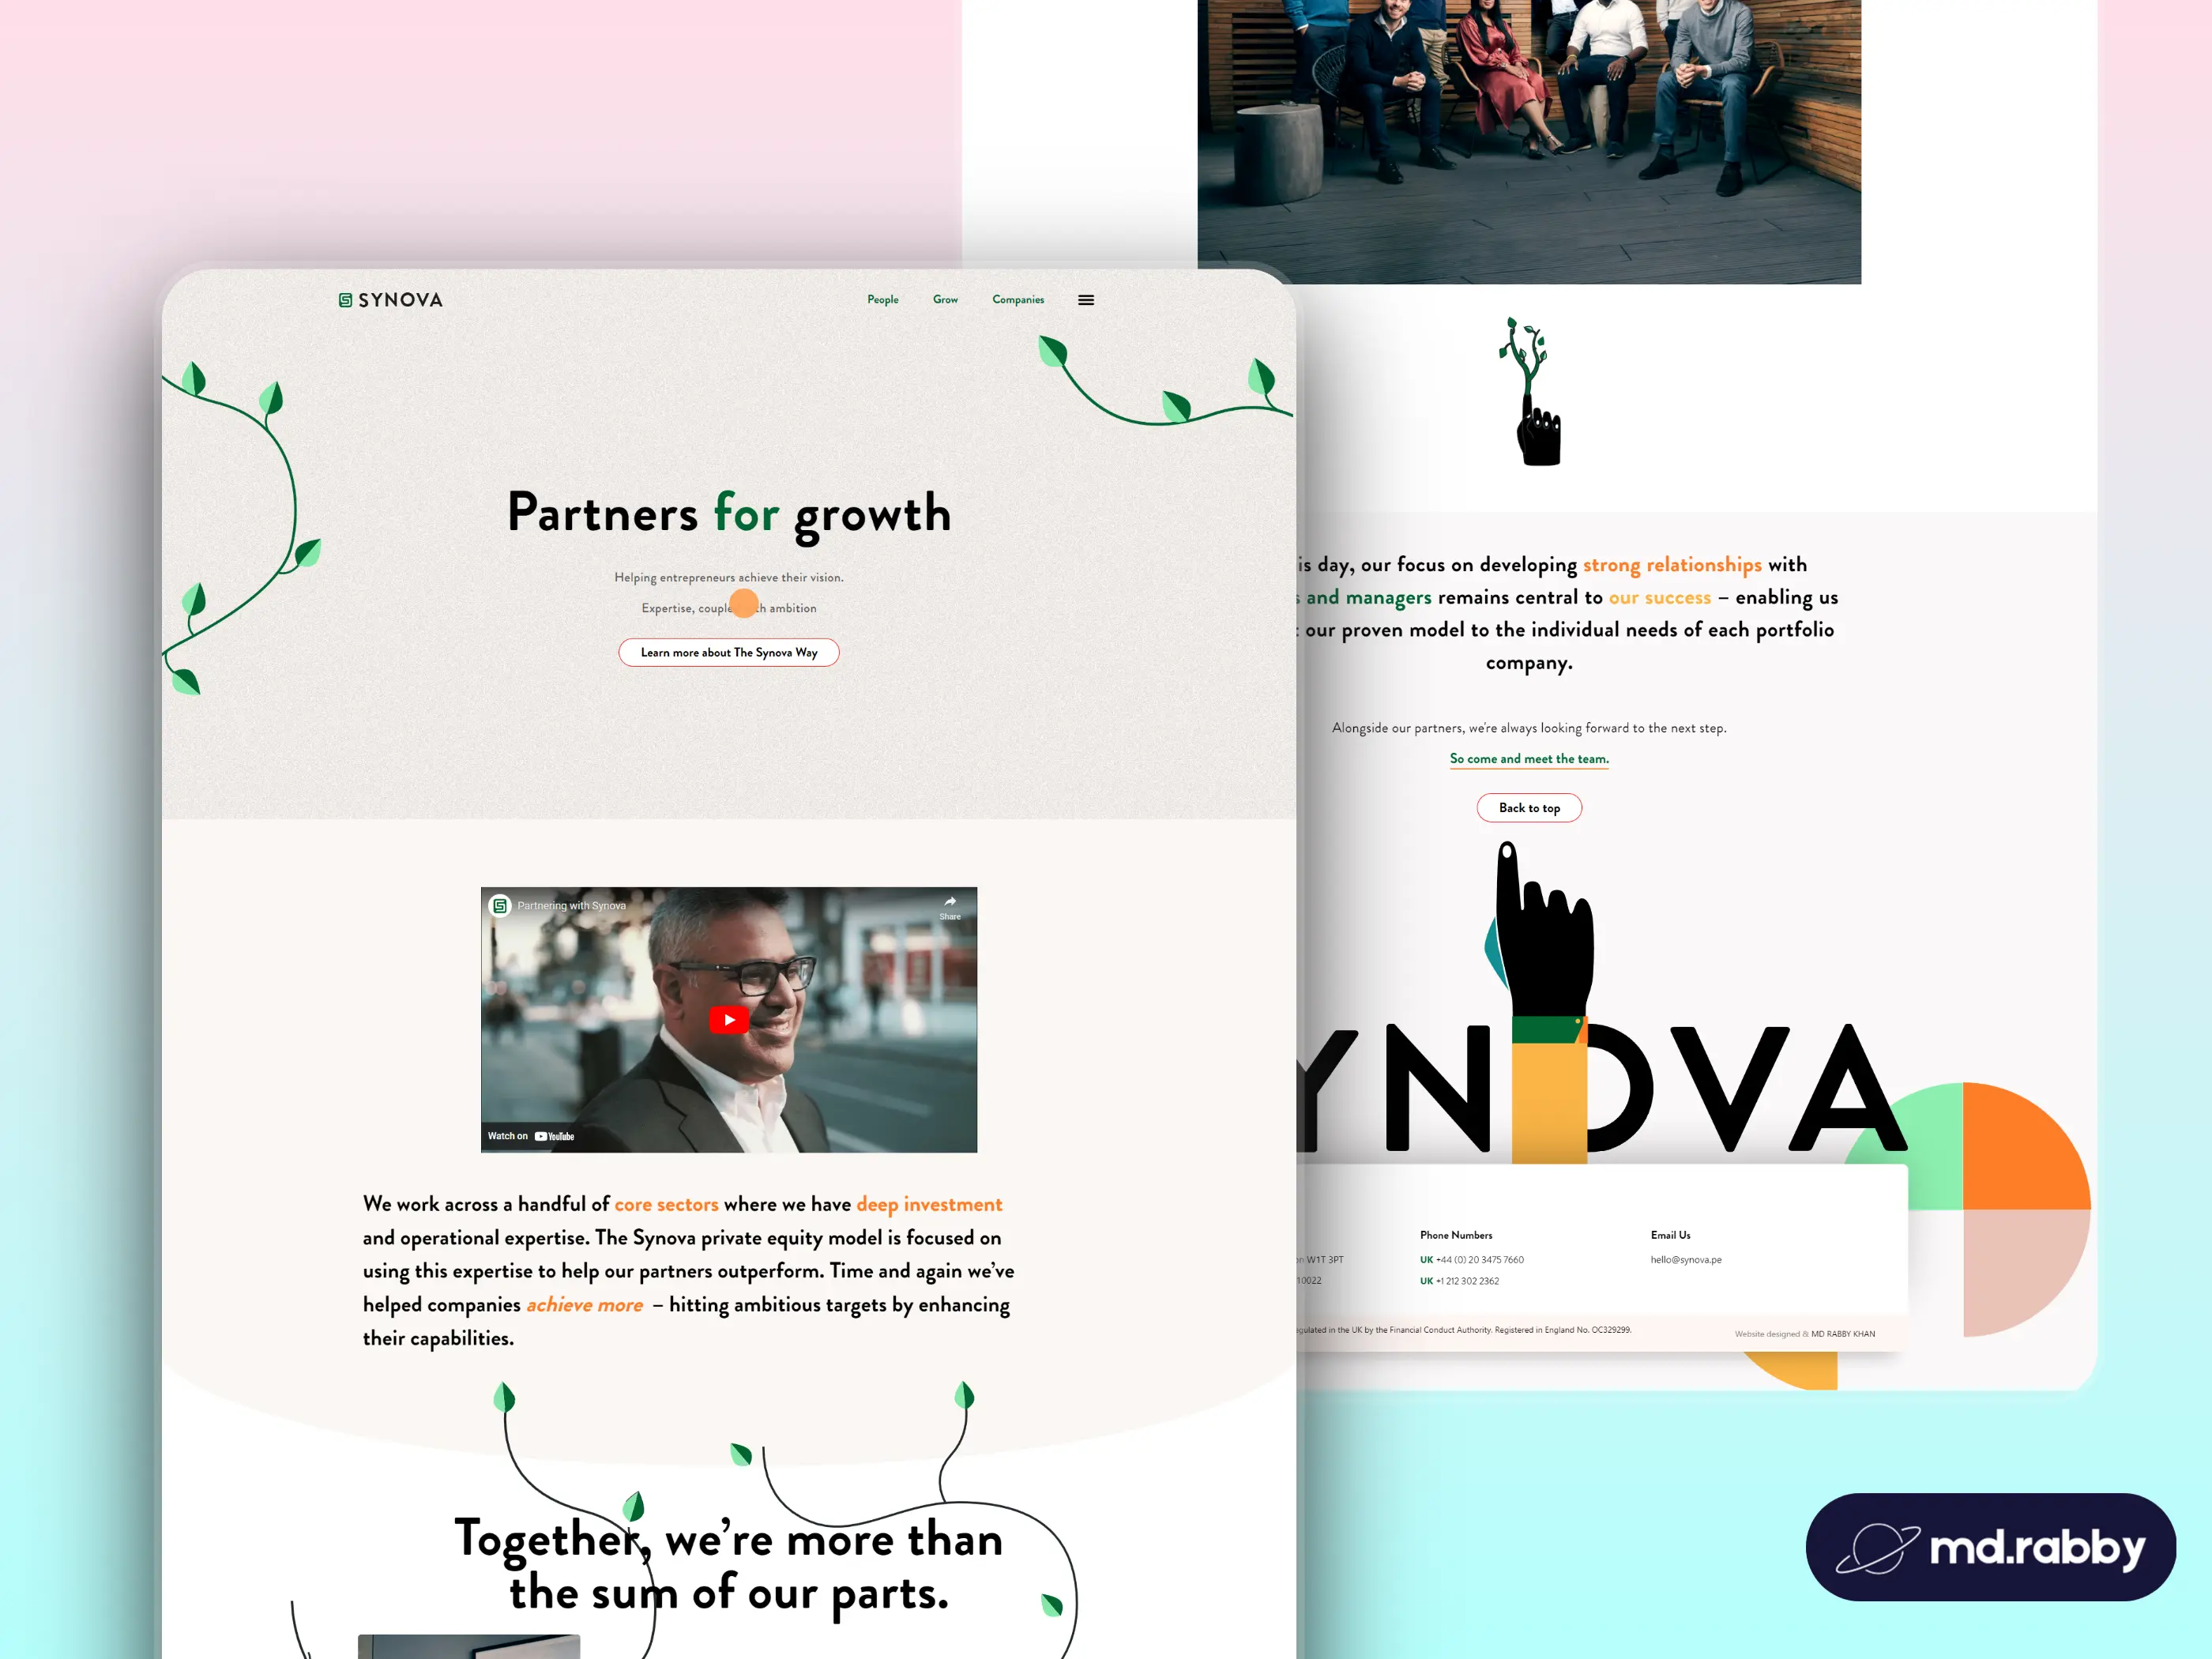 SYNOVA
People
Grow
Companies
Partners for growth
Helping entrepreneurs achieve their vision.
Expertise, ambition
Learn more about The Synova Way
Partnering with Synova
Share
Watch on YouTube
We work across a handful of core sectors where we have deep investment
and operational expertise. The Synova private equity model is focused on
using this expertise to help our partners outperform. Time and again we've
helped companies achieve more – hitting ambitious targets by enhancing
their capabilities.
Together, we're more than
the sum of our parts.
is day, our focus on developing strong relationships with
and managers remains central to our success – enabling us
our proven model to the individual needs of each portfolio
company.
Alongside our partners, we're always looking forward to the next step.
So come and meet the team.
Back to top
YNOVA
W1T 3PT
10022
Phone Numbers
UK +44 (0) 20 3475 7660
UK +1 212 302 2362
Email Us
hello@synova.pe
in the UK by the Financial Conduct Authority. Registered in England No. OC329299.
Website designed & MD RABBY KHAN
md.rabby